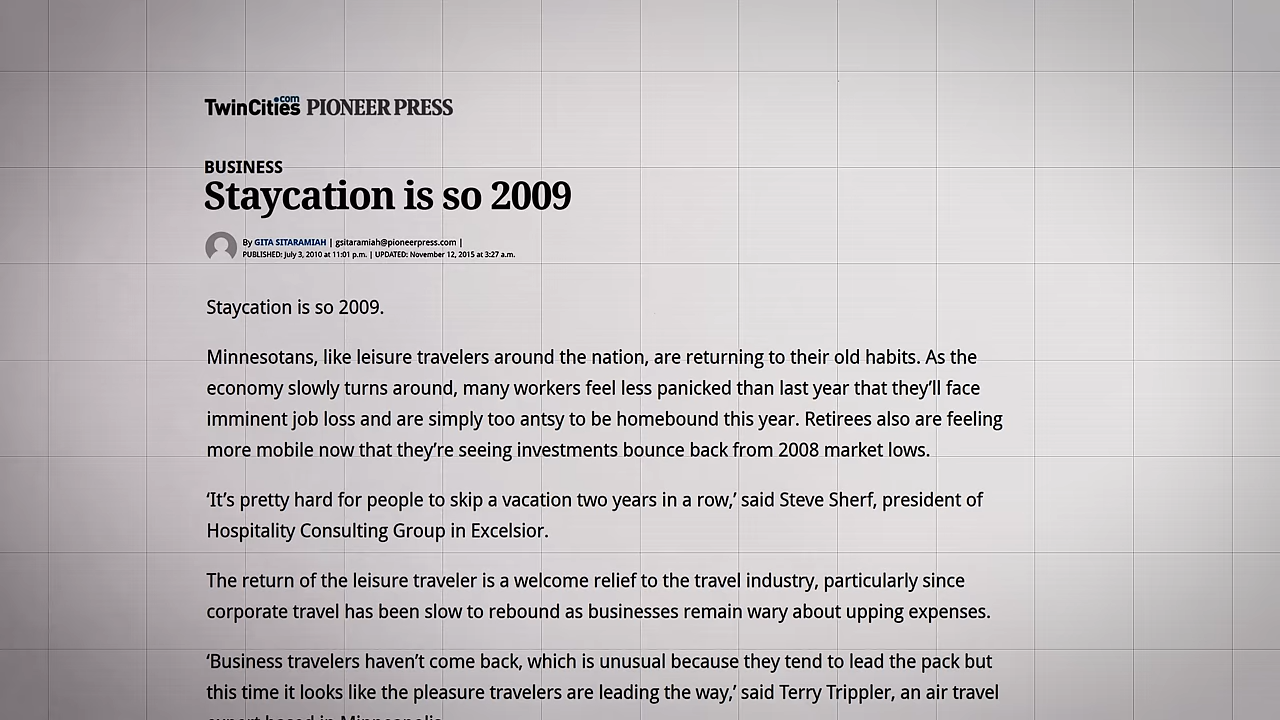 TwinCities.com PIONEER PRESS
BUSINESS
Staycation is so 2009
By GITA SITARAMIAH | gsitaramiah@pioneerpress.com |
PUBLISHED: July 3, 2010 at 11:01 p.m. | UPDATED: November 12, 2015 at 3:27 a.m.
Staycation is so 2009.
Minnesotans, like leisure travelers around the nation, are returning to their old habits. As the
economy slowly turns around, many workers feel less panicked than last year that they’ll face
imminent job loss and are simply too antsy to be homebound this year. Retirees also are feeling
more mobile now that they’re seeing investments bounce back from 2008 market lows.
‘It’s pretty hard for people to skip a vacation two years in a row,’ said Steve Sherf, president of
Hospitality Consulting Group in Excelsior.
The return of the leisure traveler is a welcome relief to the travel industry, particularly since
corporate travel has been slow to rebound as businesses remain wary about upping expenses.
‘Business travelers haven’t come back, which is unusual because they tend to lead the pack but
this time it looks like the pleasure travelers are leading the way,’ said Terry Trippler, an air travel
expert based in Minneapolis.